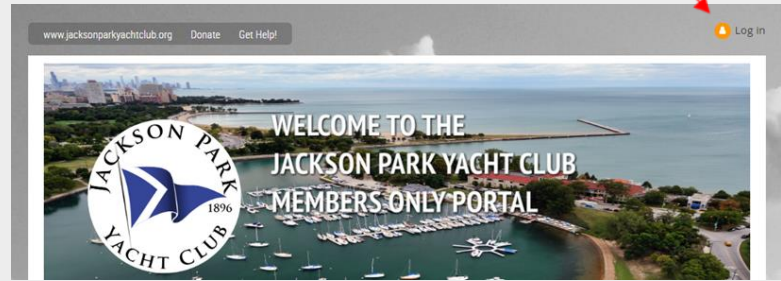 www.jacksonparkyachtclub.org Donate Get Help!
Log in
WELCOME TO THE
JACKSON PARK YACHT CLUB
MEMBERS ONLY PORTAL
JACKSON PARK
1896
YACHT CLUB